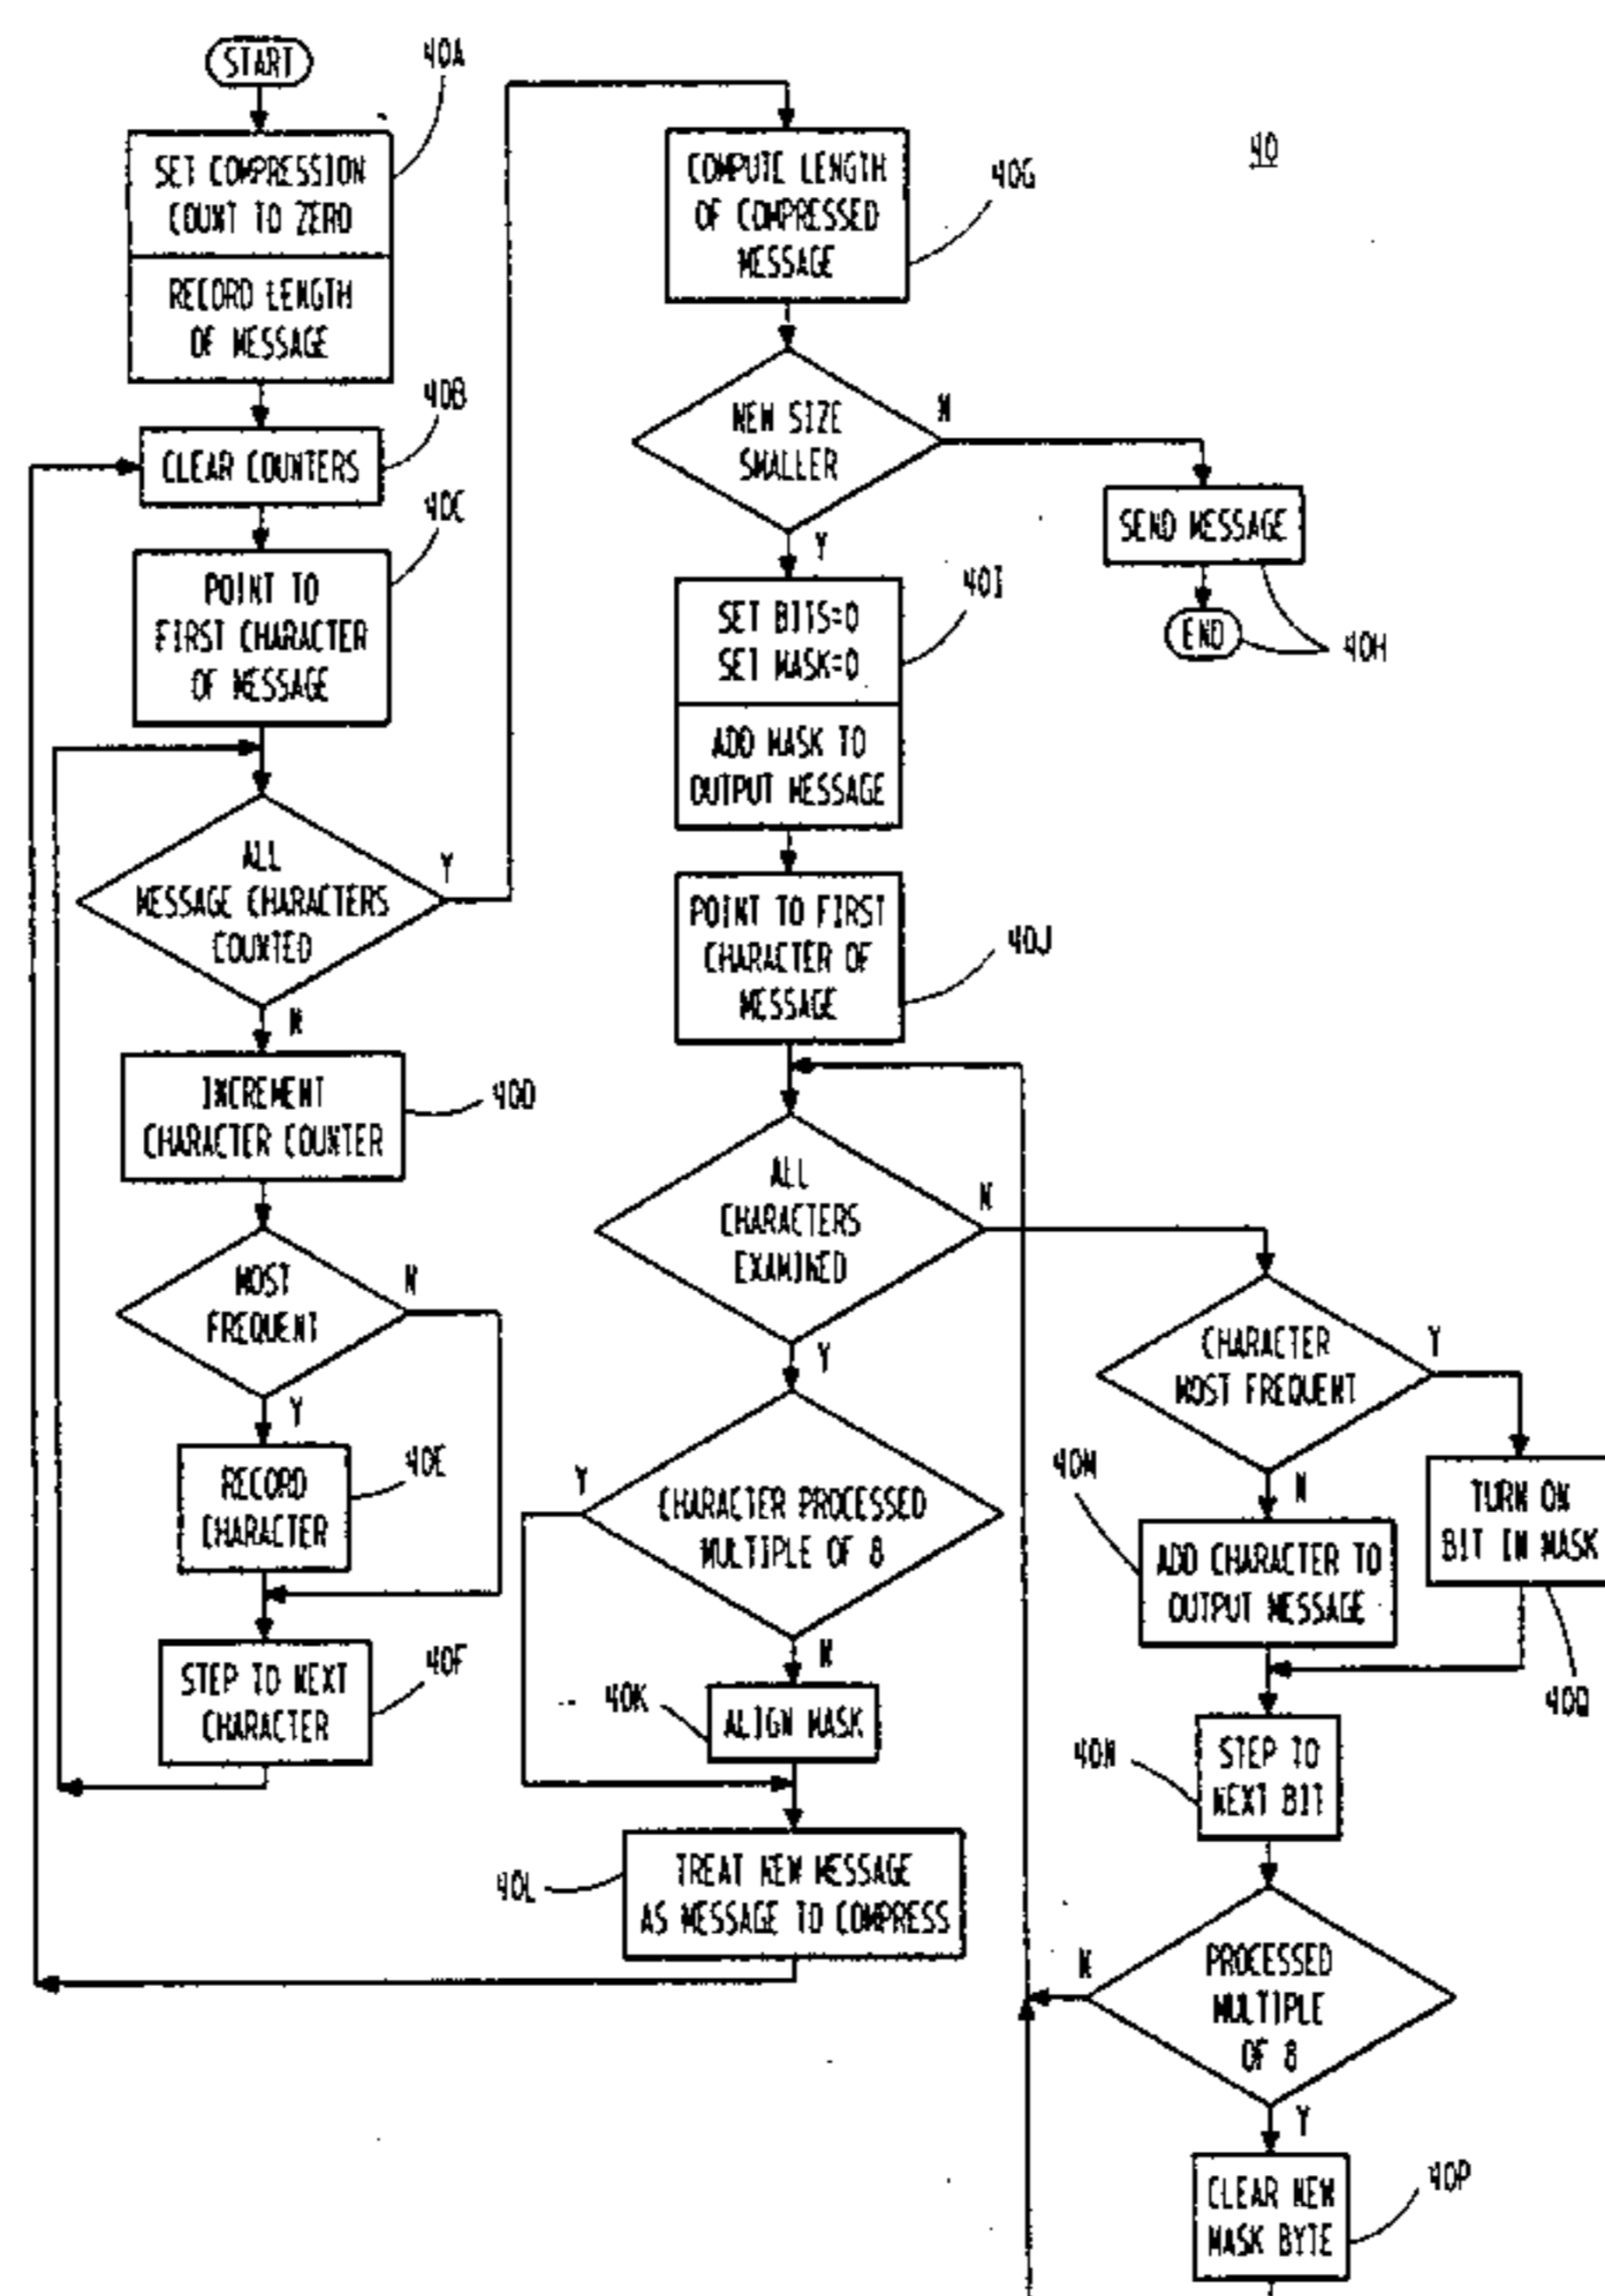 START
40A
SET COMPRESSION
COUNT TO ZERO
RECORD LENGTH
OF MESSAGE
40B
CLEAR COUNTERS
40C
POINT TO
FIRST CHARACTER
OF MESSAGE
ALL
MESSAGE CHARACTERS
COUNTED
Y
N
INCREMENT
CHARACTER COUNTER
40D
MOST
FREQUENT
N
Y
RECORD
CHARACTER
40E
STEP TO NEXT
CHARACTER
40F
40
COMPUTE LENGTH
OF COMPRESSED
MESSAGE
40G
NEW SIZE
SMALLER
N
Y
SEND MESSAGE
END
40H
SET BITS=0
SET MASK=0
ADD MASK TO
OUTPUT MESSAGE
40I
POINT TO FIRST
CHARACTER OF
MESSAGE
40J
ALL
CHARACTERS
EXAMINED
N
Y
CHARACTER PROCESSED
MULTIPLE OF 8
Y
N
40K
ALIGN MASK
40L
TREAT NEW MESSAGE
AS MESSAGE TO COMPRESS
CHARACTER
MOST FREQUENT
Y
N
40M
ADD CHARACTER TO
OUTPUT MESSAGE
TURN ON
BIT IN MASK
40Q
40N
STEP TO
NEXT BIT
PROCESSED
MULTIPLE
OF 8
N
Y
CLEAR NEW
MASK BYTE
40P